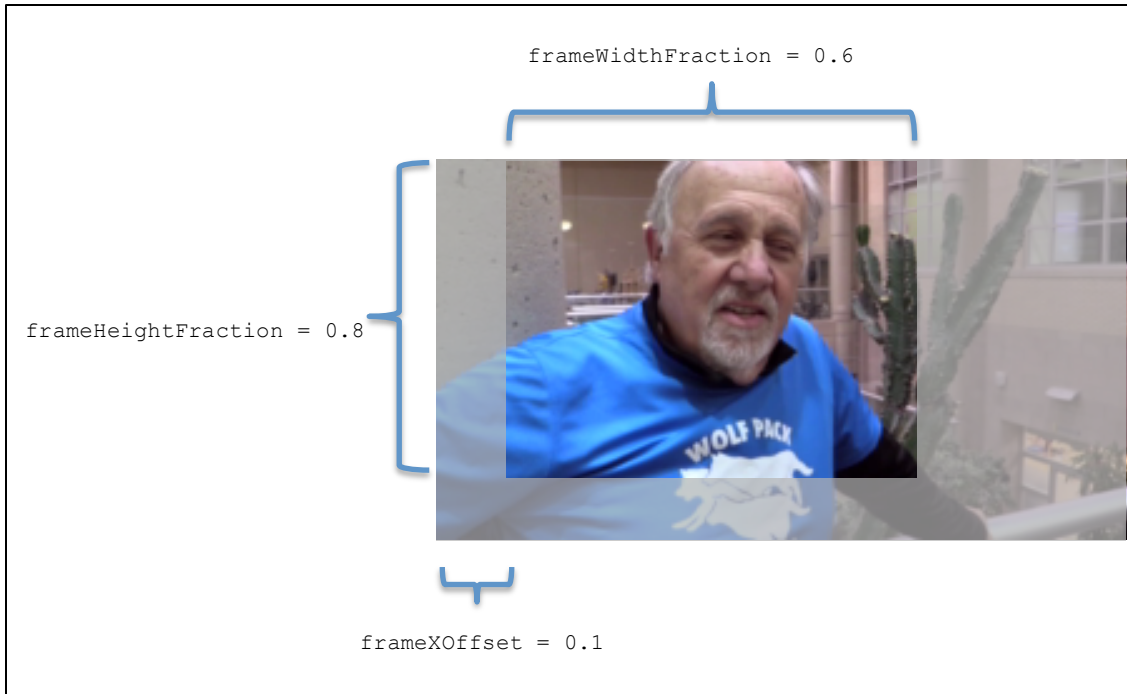 frameWidthFraction = 0.6
frameHeightFraction = 0.8
WOLF PACK
frameXOffset = 0.1